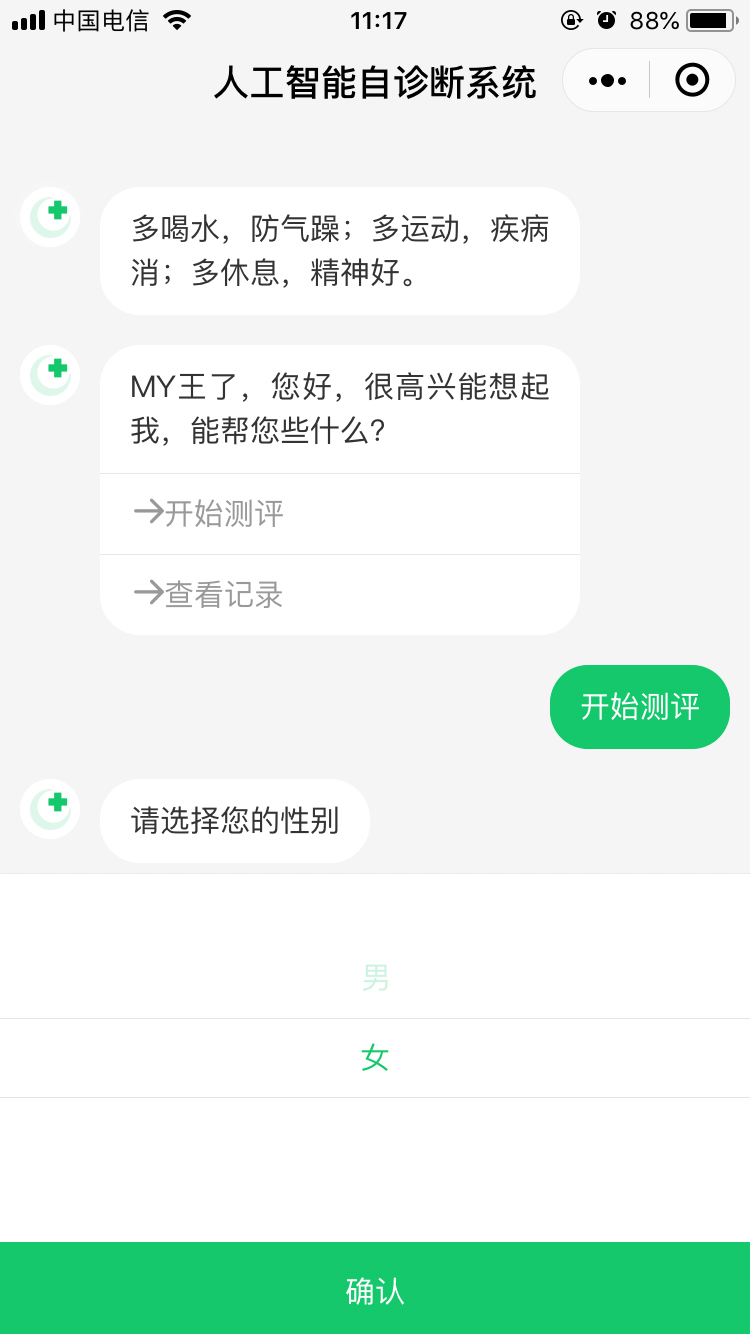 中国电信
11:17
88%
人工智能自诊断系统
多喝水，防气躁；多运动，疾病
消；多休息，精神好。
MY王了，您好，很高兴能想起
我，能帮您些什么?
→开始测评
→查看记录
开始测评
请选择您的性别
男
女
确认